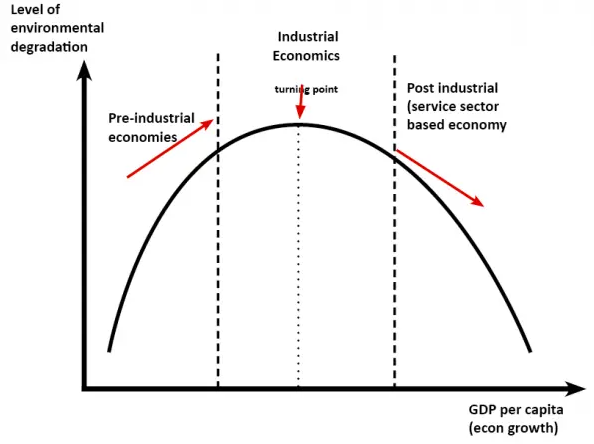 Level of
environmental
degradation
Industrial
Economics
turning point
Pre-industrial
economies
Post industrial
(service sector
based economy
GDP per capita
(econ growth)